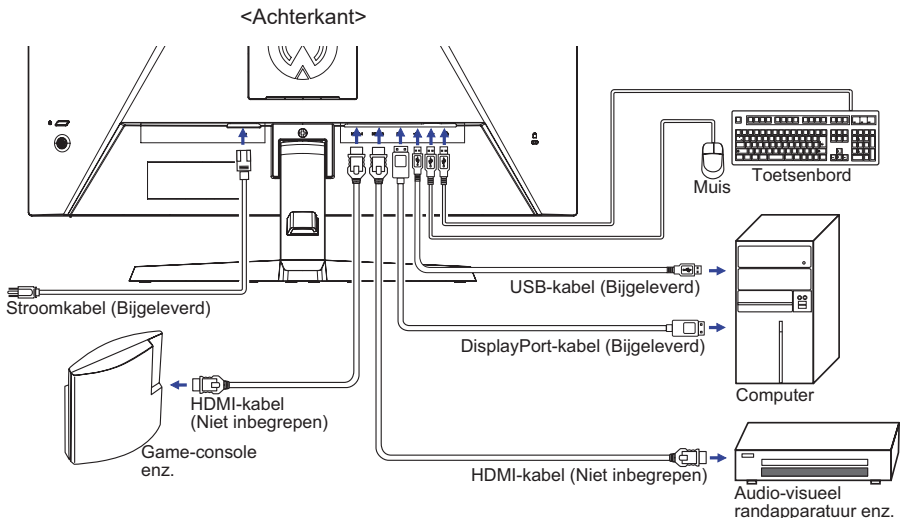 <Achterkant>
Muis
Toetsenbord
USB-kabel (Bijgeleverd)
Stroomkabel (Bijgeleverd)
DisplayPort-kabel (Bijgeleverd)
Computer
HDMI-kabel
(Niet inbegrepen)
Game-console
enz.
HDMI-kabel (Niet inbegrepen)
Audio-visueel
randapparatuur enz.